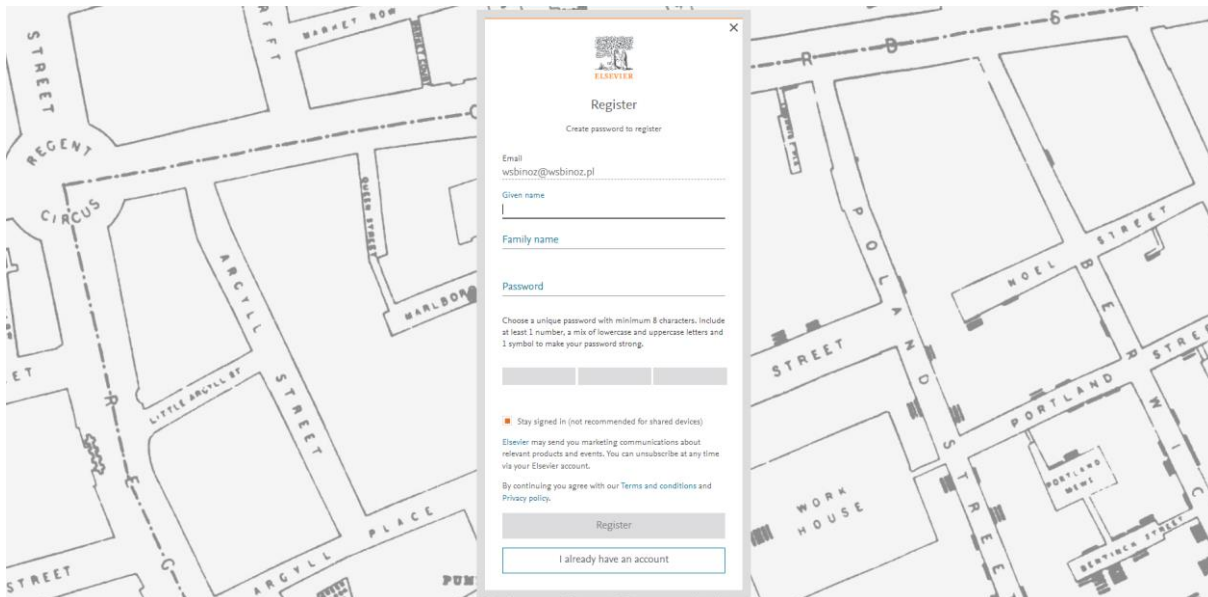 ELSEVIER
Register
Create password to register
Email
wsbinoz@wsbinoz.pl
Given name
Family name
Password
Choose a unique password with minimum 8 characters. Include
at least 1 number, a mix of lowercase and uppercase letters and
1 symbol to make your password strong.
Stay signed in (not recommended for shared devices)
Elsevier may send you marketing communications about
relevant products and events. You can unsubscribe at any time
via your Elsevier account.
By continuing you agree with our Terms and conditions and
Privacy policy.
Register
I already have an account
STREET
MARKET ROW
REGENT
CIRCUS
QUEEN STREET
ARGYLL STREET
MARLBOR
LITTLE ARGYLL ST
ARGYLL PLACE
STREET
POLAND STREET
NOEL STREET
STREET
PORTLAND STREE
PORTLAND
MEWS
WORK
HOUSE
BENTINCK STREET